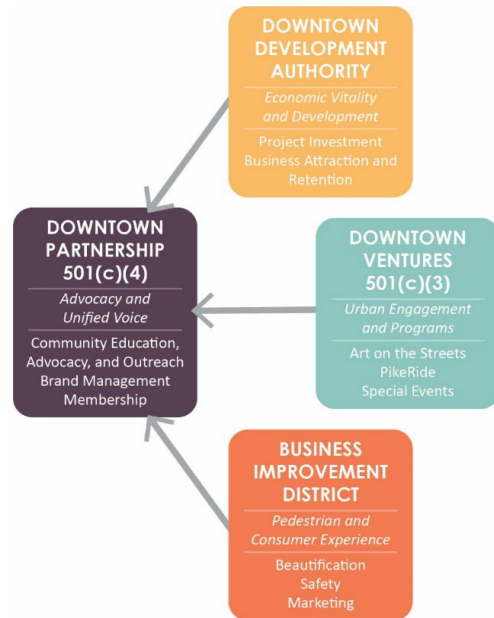 DOWNTOWN
DEVELOPMENT
AUTHORITY
Economic Vitality
and Development
Project Investment
Business Attraction and
Retention
DOWNTOWN
PARTNERSHIP
501(c)(4)
Advocacy and
Unified Voice
Community Education,
Advocacy, and Outreach
Brand Management
Membership
DOWNTOWN
VENTURES
501(c)(3)
Urban Engagement
and Programs
Art on the Streets
PikeRide
Special Events
BUSINESS
IMPROVEMENT
DISTRICT
Pedestrian and
Consumer Experience
Beautification
Safety
Marketing